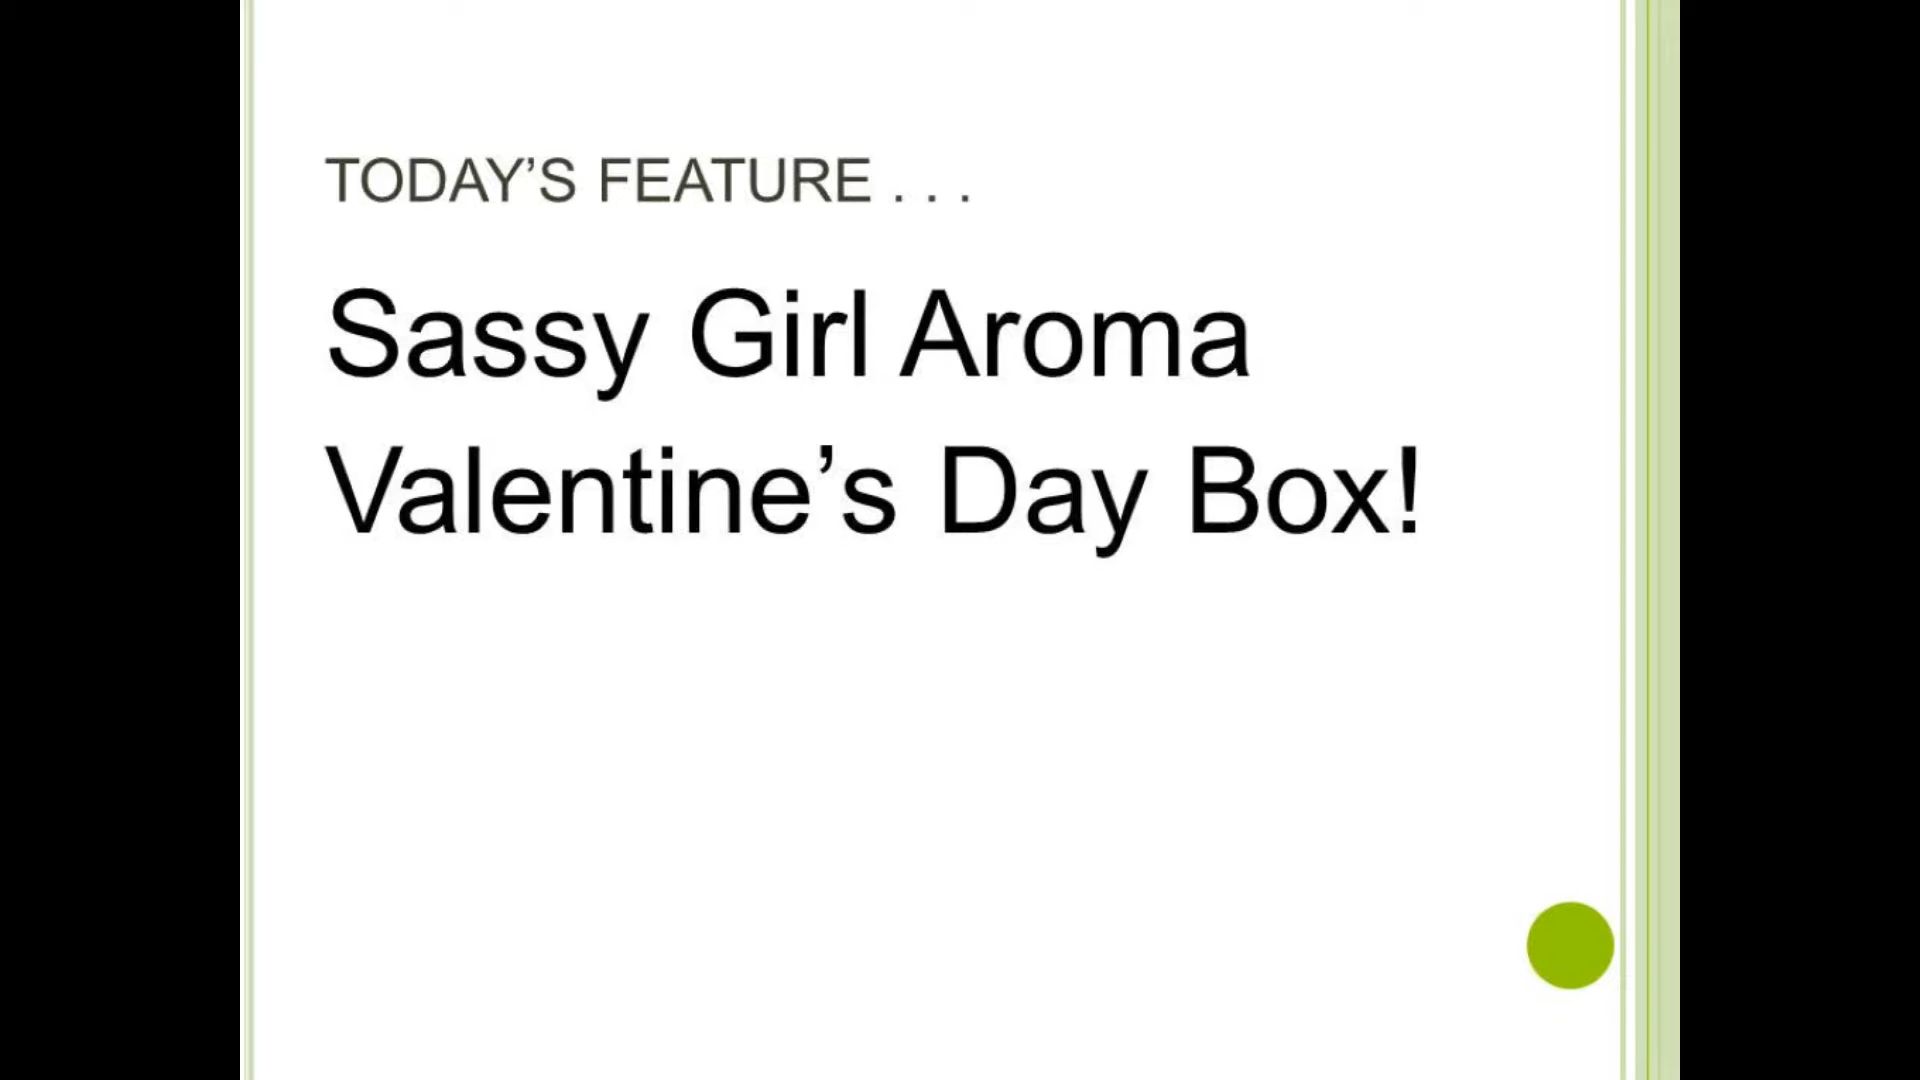 TODAY’S FEATURE . . .
Sassy Girl Aroma
Valentine’s Day Box!